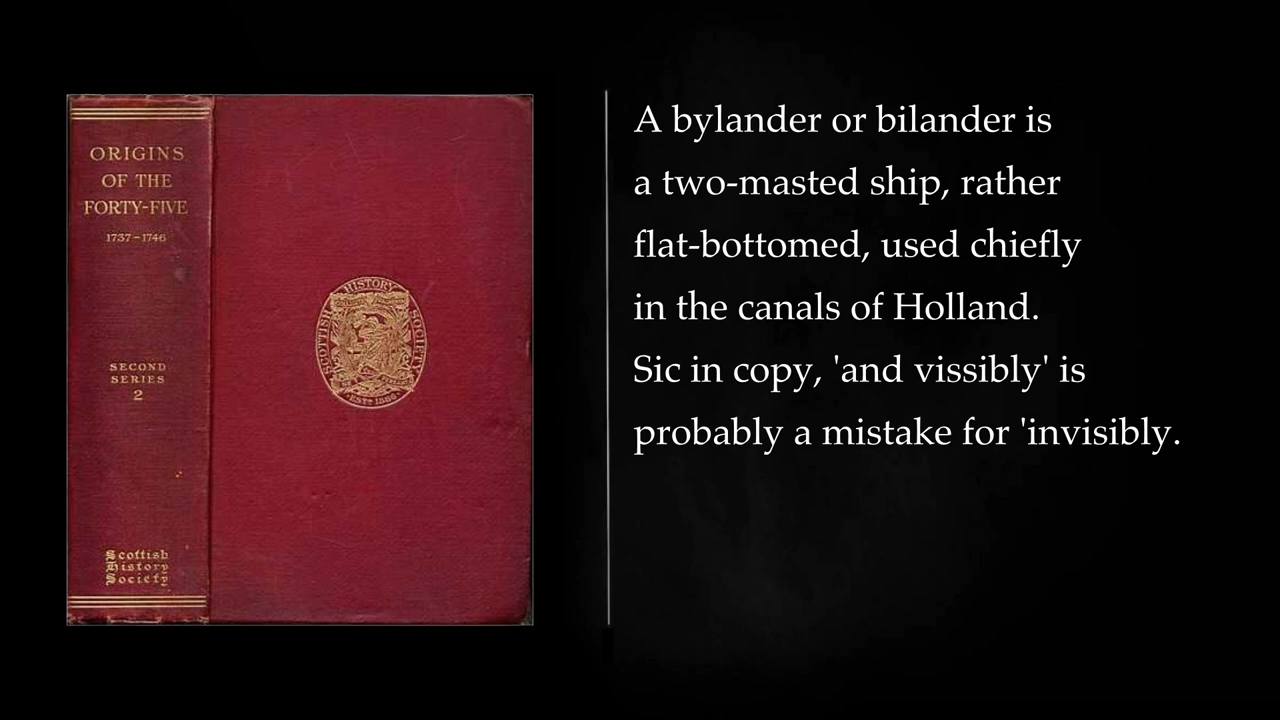 ORIGINS
OF THE
FORTY-FIVE
1737-1746
SECOND
SERIES
2
Scottish
History
Society
SCOTTISH HISTORY SOCIETY
·ESTD 1886·
A bylander or bilander is
a two-masted ship, rather
flat-bottomed, used chiefly
in the canals of Holland.
Sic in copy, 'and vissibly' is
probably a mistake for 'invisibly.